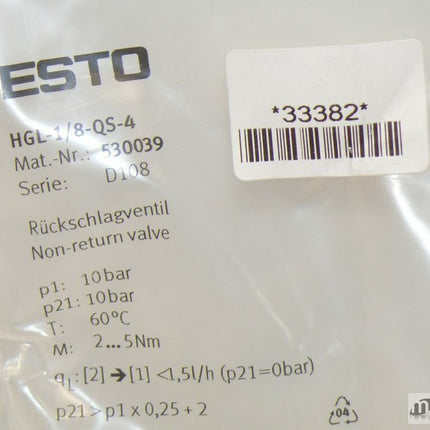 ESTO
*33382*
HGL-1/8-QS-4
Mat.-Nr.: 530039
Serie: D108
Rückschlagventil
Non-return valve
p1: 10bar
p21: 10bar
T: 60°C
M: 2...5Nm
qL: [2] → [1] <1,5l/h (p21=0bar)
p21 > p1 x 0,25 + 2
04